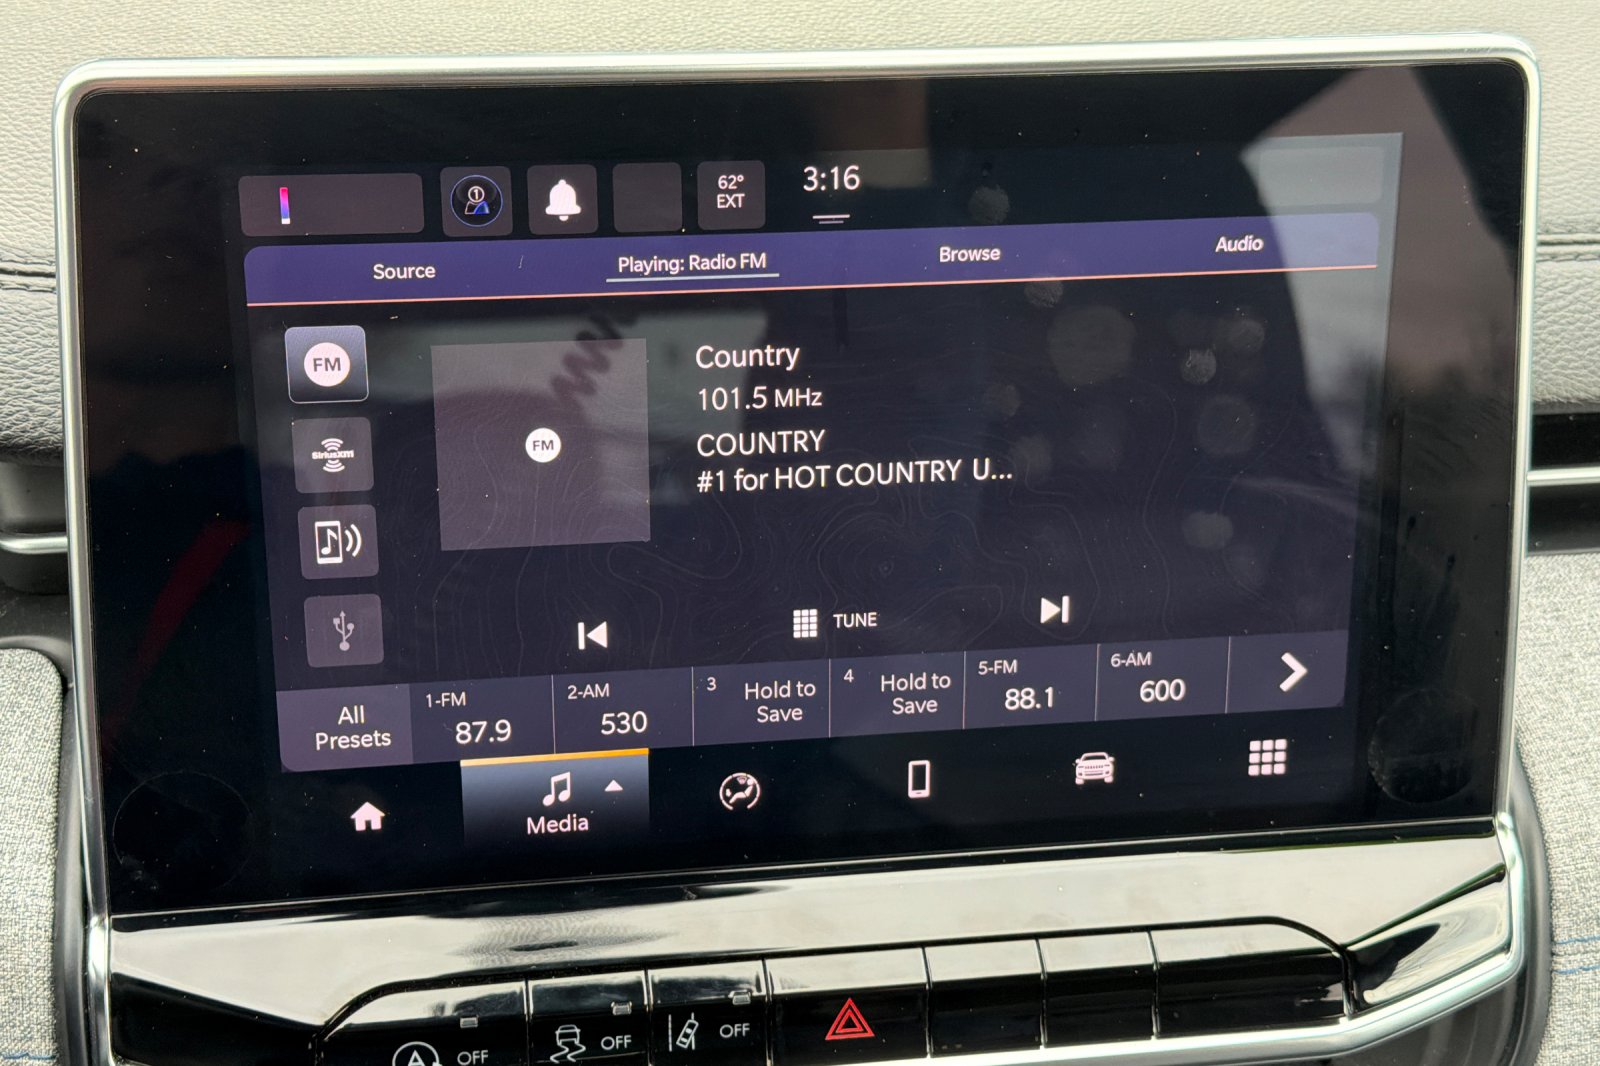 1
62°
EXT
3:16
Source
Playing: Radio FM
Browse
Audio
FM
SiriusXM
FM
Country
101.5 MHz
COUNTRY
#1 for HOT COUNTRY U...
TUNE
All
Presets
1-FM
87.9
2-AM
530
3
Hold to
Save
4
Hold to
Save
5-FM
88.1
6-AM
600
Media
A OFF
OFF
OFF